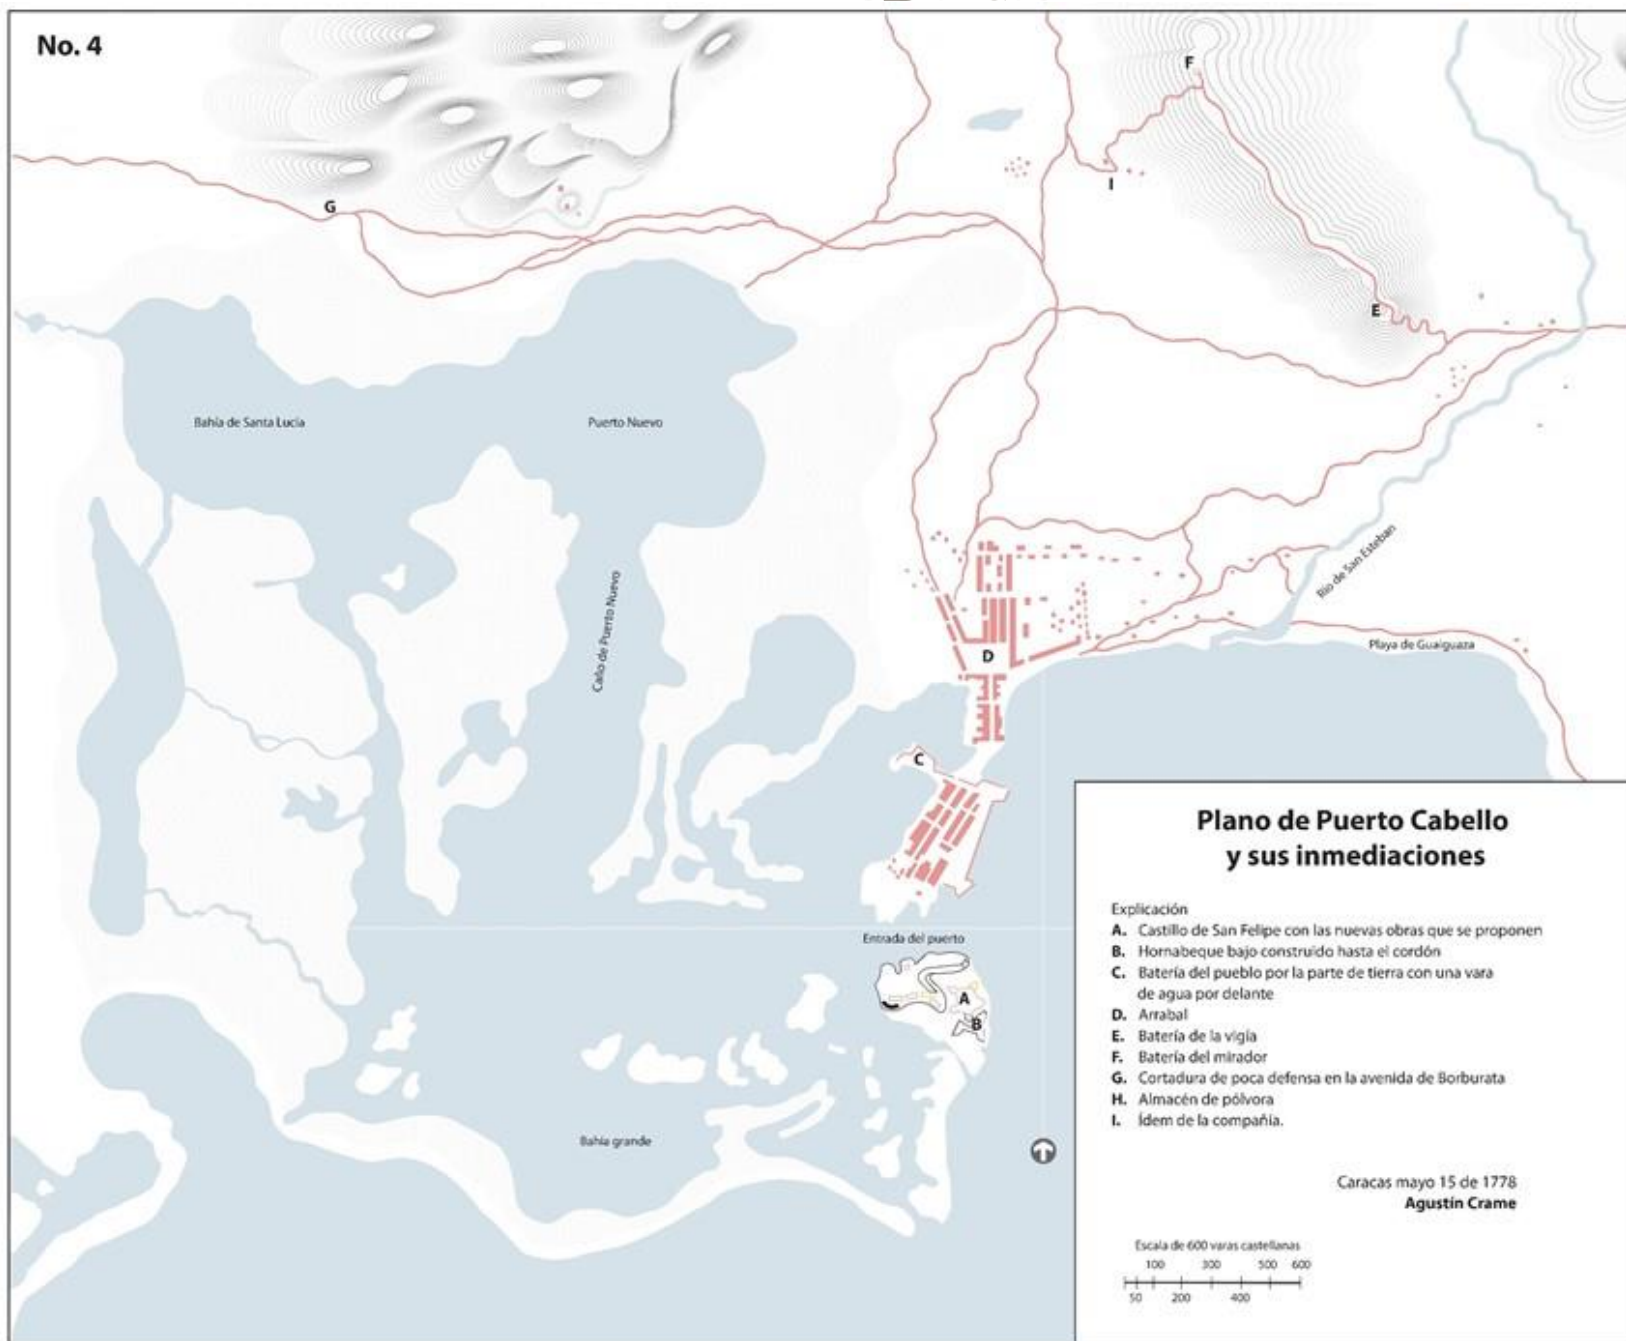 No. 4
F
I
G
E
Bahía de Santa Lucia
Puerto Nuevo
Caño de Puerto Nuevo
Rio de San Esteban
Playa de Guaiguaza
D
C
Entrada del puerto
A
B
Bahía grande
Plano de Puerto Cabello
y sus inmediaciones
Explicación
A. Castillo de San Felipe con las nuevas obras que se proponen
B. Hornabeque bajo construido hasta el cordón
C. Batería del pueblo por la parte de tierra con una vara
de agua por delante
D. Arrabal
E. Batería de la vigía
F. Batería del mirador
G. Cortadura de poca defensa en la avenida de Borburata
H. Almacén de pólvora
I. Ídem de la compañía.
Caracas mayo 15 de 1778
Agustín Crame
Escala de 600 varas castellanas
100 300 500 600
50 200 400